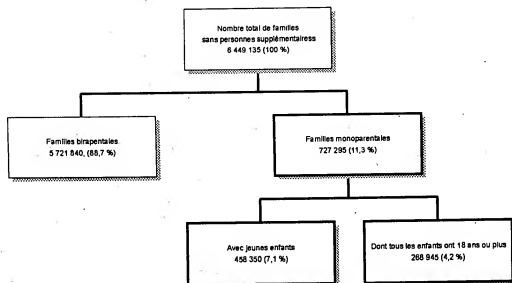 Nombre total de familles
sans personnes supplémentairess
6 449 135 (100 %)
Familles birapentales
5 721 840, (88,7 %)
Familles monoparentales
727 295 (11,3 %)
Avec jeunes enfants
458 350 (7,1 %)
Dont tous les enfants ont 18 ans ou plus
268 945 (4,2 %)